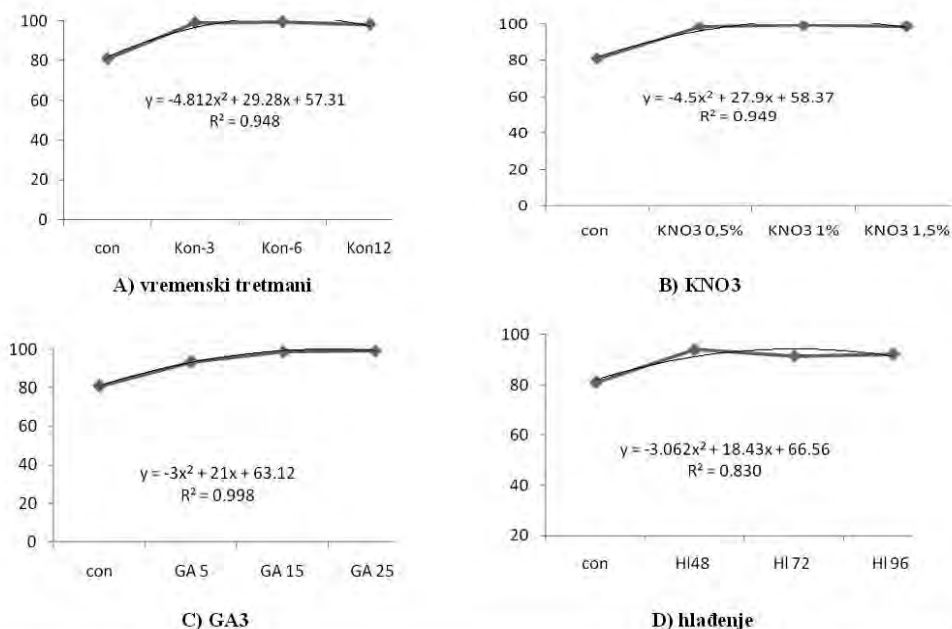 100
80
60
40
20
0
y = -4.812x² + 29.28x + 57.31
R² = 0.948
con Kon-3 Kon-6 Kon12
A) vremenski tretmani
100
80
60
40
20
0
y = -4.5x² + 27.9x + 58.37
R² = 0.949
con KNO3 0,5% KNO3 1% KNO3 1,5%
B) KNO3
100
80
60
40
20
0
y = -3x² + 21x + 63.12
R² = 0.998
con GA 5 GA 15 GA 25
C) GA3
100
80
60
40
20
y = -3.062x² + 18.43x + 66.56
R² = 0.830
con Hl48 Hl 72 Hl 96
D) hlađenje